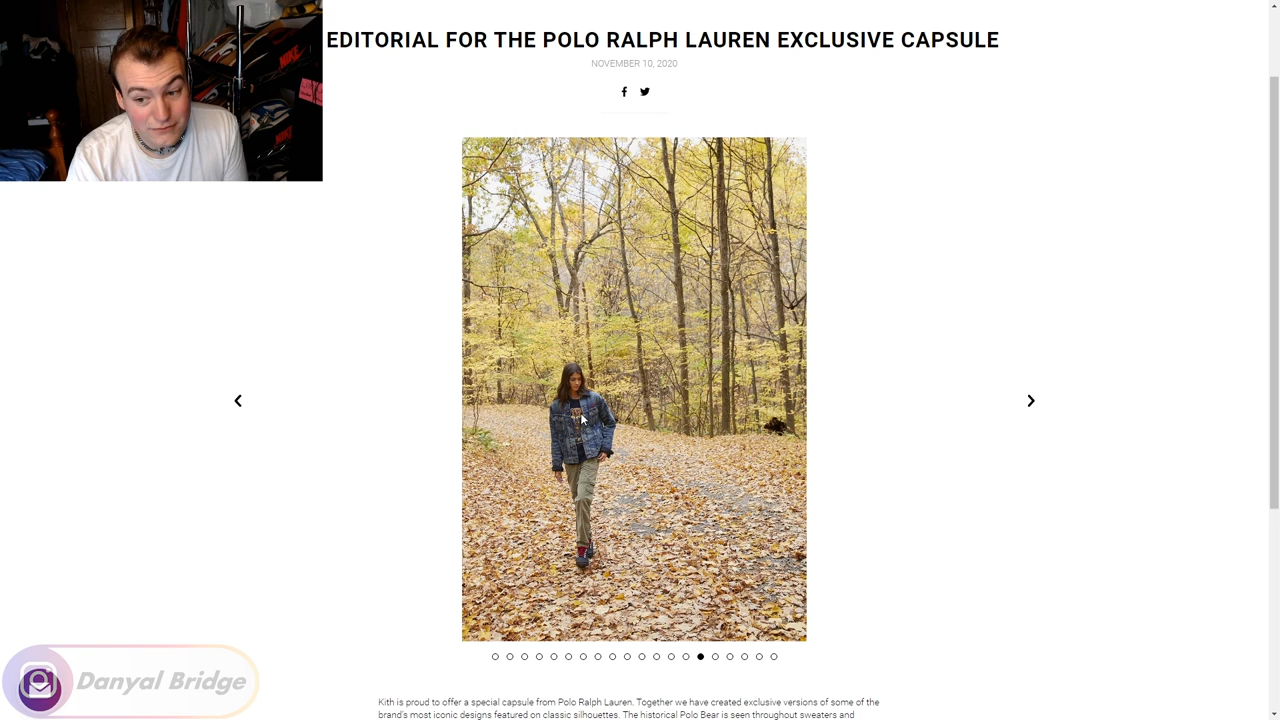 EDITORIAL FOR THE POLO RALPH LAUREN EXCLUSIVE CAPSULE
NOVEMBER 10, 2020
NIKE
NIKE
Danyal Bridge
Kith is proud to offer a special capsule from Polo Ralph Lauren. Together we have created exclusive versions of some of the
brand's most iconic designs featured on classic silhouettes. The historical Polo Bear is seen throughout sweaters and